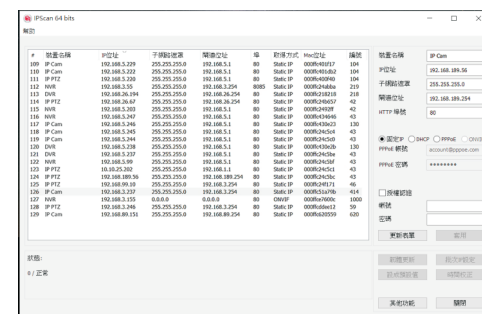 IPScan 64 bits
幫助
# 裝置名稱 IP位址 子網路遮罩 閘道位址 埠 取得方式 Mac位址 編號
109 IP Cam 192.168.5.229 255.255.255.0 192.168.5.1 80 Static IP 000ffc401f17 104
110 IP Cam 192.168.5.222 255.255.255.0 192.168.5.1 80 Static IP 000ffc401db2 104
111 IP PTZ 192.168.5.220 255.255.255.0 192.168.5.1 80 Static IP 000ffc400f40 104
112 NVR 192.168.3.55 255.255.255.0 192.168.3.254 8085 Static IP 000ffc24abba 219
113 DVR 192.168.26.194 255.255.255.0 192.168.26.254 80 Static IP 000ffc218218 218
114 IP PTZ 192.168.26.67 255.255.255.0 192.168.26.254 80 Static IP 000ffc24b657 42
115 NVR 192.168.5.203 255.255.255.0 192.168.5.1 80 Static IP 000ffc2492ff 42
116 NVR 192.168.5.247 255.255.255.0 192.168.5.1 80 Static IP 000ffc434646 43
117 IP Cam 192.168.5.246 255.255.255.0 192.168.5.1 80 Static IP 000ffc430e23 130
118 IP Cam 192.168.5.245 255.255.255.0 192.168.5.1 80 Static IP 000ffc24c5c4 43
119 IP Cam 192.168.5.244 255.255.255.0 192.168.5.1 80 Static IP 000ffc24c5c0 43
120 DVR 192.168.5.238 255.255.255.0 192.168.5.1 80 Static IP 000ffc430e2b 130
121 DVR 192.168.5.237 255.255.255.0 192.168.5.1 80 Static IP 000ffc24c5be 43
122 NVR 192.168.5.99 255.255.255.0 192.168.5.1 80 Static IP 000ffc24c5bf 43
123 IP PTZ 10.10.25.202 255.255.255.0 192.168.1.1 80 Static IP 000ffc24c5c1 43
124 IP PTZ 192.168.189.56 255.255.255.0 192.168.189.254 80 Static IP 000ffc24c5bc 43
125 IP PTZ 192.168.99.10 255.255.255.0 192.168.3.254 80 Static IP 000ffc24f171 46
126 IP Cam 192.168.3.237 255.255.255.0 192.168.3.254 80 Static IP 000ffc51a79b 414
127 NVR 192.168.3.155 0.0.0.0 0.0.0.0 80 ONVIF 000ffce7600c 1000
128 IP PTZ 192.168.3.246 255.255.255.0 192.168.3.254 80 Static IP 000ffcddee12 59
129 IP Cam 192.168.89.151 255.255.255.0 192.168.89.254 80 Static IP 000ffc620559 620
裝置名稱 IP Cam
IP位址 192.168.189.56
子網路遮罩 255.255.255.0
閘道位址 192.168.189.254
HTTP 埠號 80
固定IP DHCP PPPoE ONVIF
PPPoE 帳號 account@pppoe.com
PPPoE 密碼 ********
授權認證
帳號
密碼
更新名單 套用
狀態:
0 / 正常
軔體更新
回復預設值 時間校正
其他功能 關閉